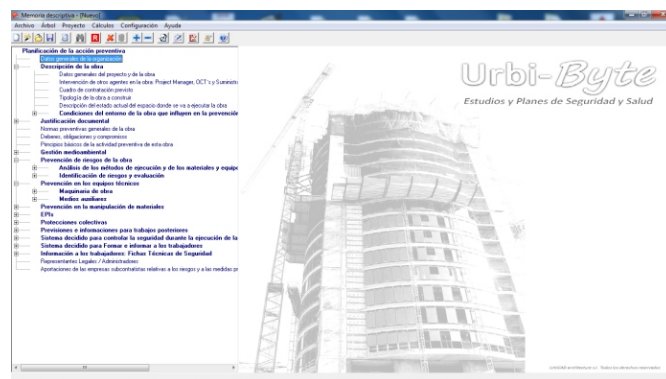 Memoria descriptiva - [Nuevo]
Archivo Árbol Proyecto Cálculos Configuración Ayuda
Planificación de la acción preventiva
Datos generales de la organización
Descripción de la obra
Datos generales del proyecto y de la obra
Intervención de otros agentes en la obra: Project Manager, OCT's y Suministr
Cuadro de contratación previsto
Tipología de la obra a construir
Descripción del estado actual del espacio donde se va a ejecutar la obra
Condiciones del entorno de la obra que influyen en la prevención
Justificación documental
Normas preventivas generales de la obra
Deberes, obligaciones y compromisos
Principios básicos de la actividad preventiva de esta obra
Gestión medioambiental
Prevención de riesgos de la obra
Análisis de los métodos de ejecución y de los materiales y equipo
Identificación de riesgos y evaluación
Prevención en los equipos técnicos
Maquinaria de obra
Medios auxiliares
Prevención en la manipulación de materiales
EPIs
Protecciones colectivas
Previsiones e informaciones para trabajos posteriores
Sistema decidido para controlar la seguridad durante la ejecución de la
Sistema decidido para Formar e informar a los trabajadores
Información a los trabajadores: Fichas Técnicas de Seguridad
Representantes Legales / Administradores
Aportaciones de las empresas subcontratistas relativas a los riesgos y a las medidas pr
Urbi-Byte
Estudios y Planes de Seguridad y Salud
Todos los derechos reservados